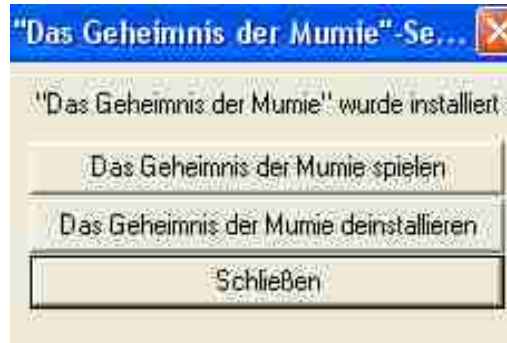 "Das Geheimnis der Mumie"-Se...
"Das Geheimnis der Mumie" wurde installiert
Das Geheimnis der Mumie spielen
Das Geheimnis der Mumie deinstallieren
Schließen